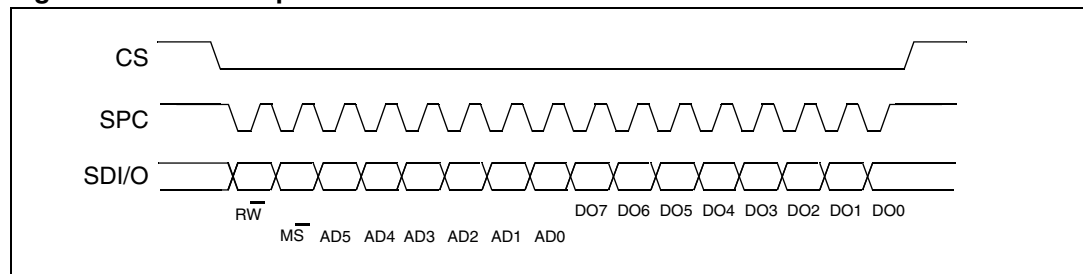 CS
SPC
SDI/O
RW
DO7 DO6 DO5 DO4 DO3 DO2 DO1 DO0
MS AD5 AD4 AD3 AD2 AD1 AD0